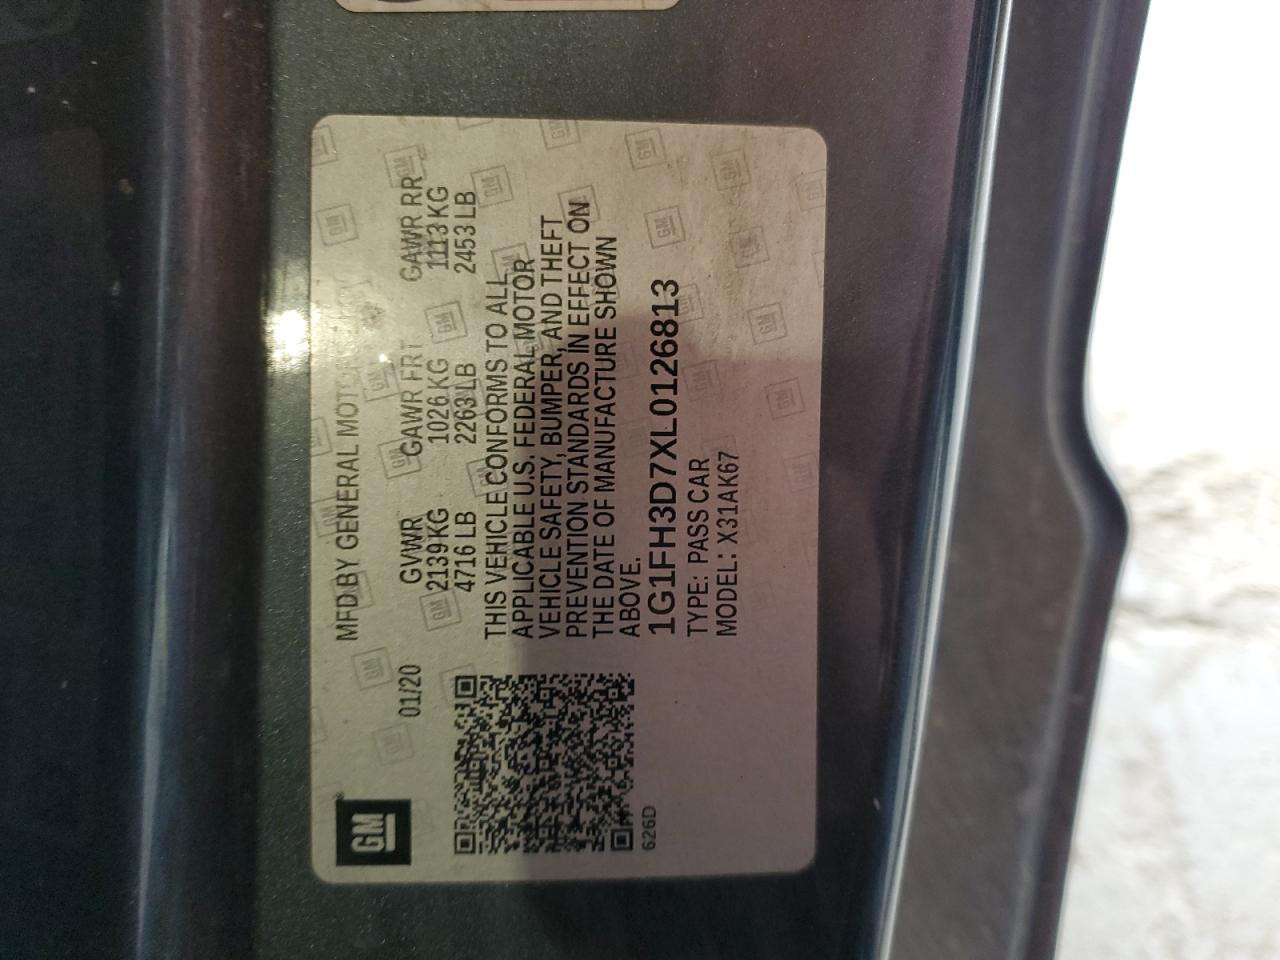 GM
MFD BY GENERAL MOTOR
01/20
GVWR GAWR FRT GAWR RR
2139 KG 1026 KG 1113 KG
4716 LB 2263 LB 2453 LB
THIS VEHICLE CONFORMS TO ALL
APPLICABLE U.S. FEDERAL MOTOR
VEHICLE SAFETY, BUMPER, AND THEFT
PREVENTION STANDARDS IN EFFECT ON
THE DATE OF MANUFACTURE SHOWN
ABOVE.
1G1FH3D7XL0126813
TYPE: PASS CAR
MODEL: X31AK67
626D